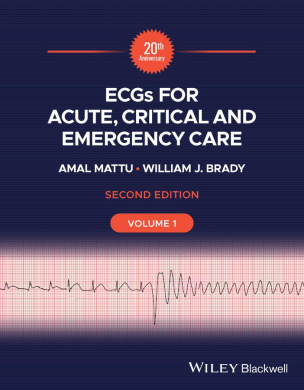 20th
Anniversary
ECGs FOR
ACUTE, CRITICAL AND
EMERGENCY CARE
AMAL MATTU • WILLIAM J. BRADY
SECOND EDITION
VOLUME 1
WILEY Blackwell